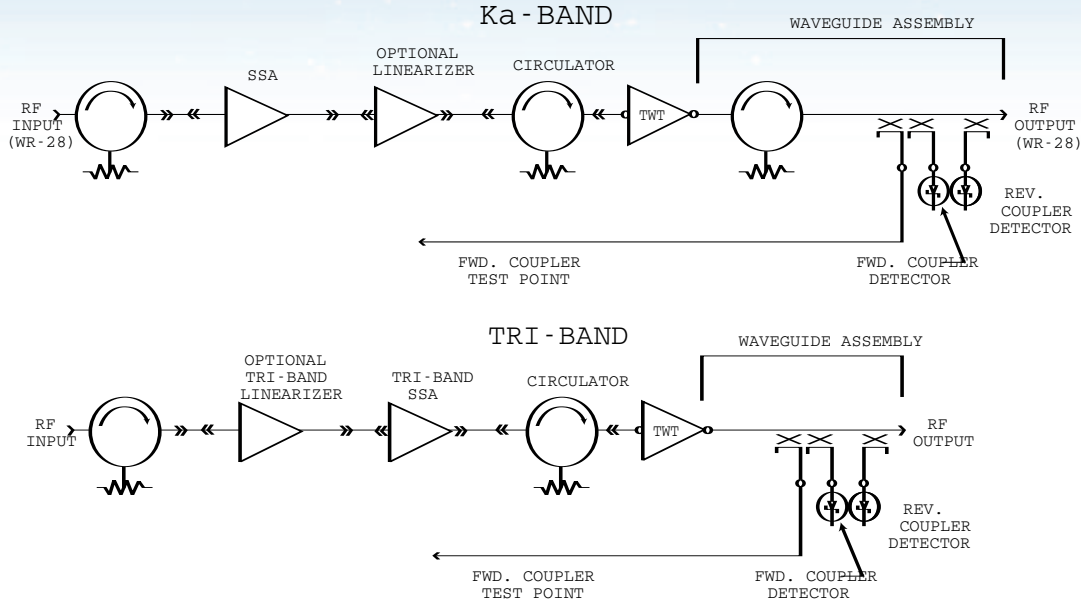 Ka-BAND
WAVEGUIDE ASSEMBLY
OPTIONAL
LINEARIZER
SSA
CIRCULATOR
RF
INPUT
(WR-28)
TWT
RF
OUTPUT
(WR-28)
REV.
COUPLER
DETECTOR
FWD. COUPLER
TEST POINT
FWD. COUPLER
DETECTOR
TRI-BAND
WAVEGUIDE ASSEMBLY
OPTIONAL
TRI-BAND
LINEARIZER
TRI-BAND
SSA
CIRCULATOR
RF
INPUT
TWT
RF
OUTPUT
REV.
COUPLER
DETECTOR
FWD. COUPLER
TEST POINT
FWD. COUPLER
DETECTOR